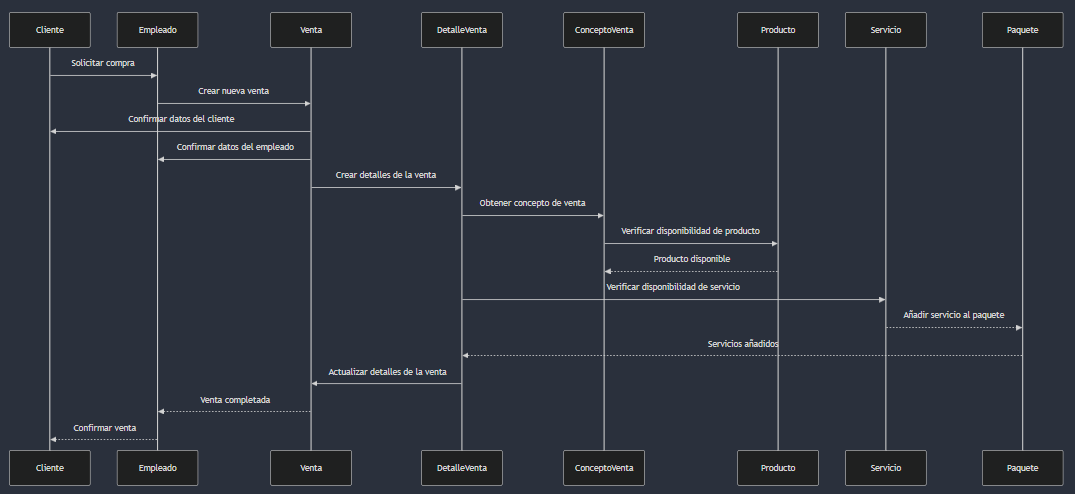 Cliente
Empleado
Venta
DetalleVenta
ConceptoVenta
Producto
Servicio
Paquete
Solicitar compra
Crear nueva venta
Confirmar datos del cliente
Confirmar datos del empleado
Crear detalles de la venta
Obtener concepto de venta
Verificar disponibilidad de producto
Producto disponible
Verificar disponibilidad de servicio
Añadir servicio al paquete
Servicios añadidos
Actualizar detalles de la venta
Venta completada
Confirmar venta
Cliente
Empleado
Venta
DetalleVenta
ConceptoVenta
Producto
Servicio
Paquete